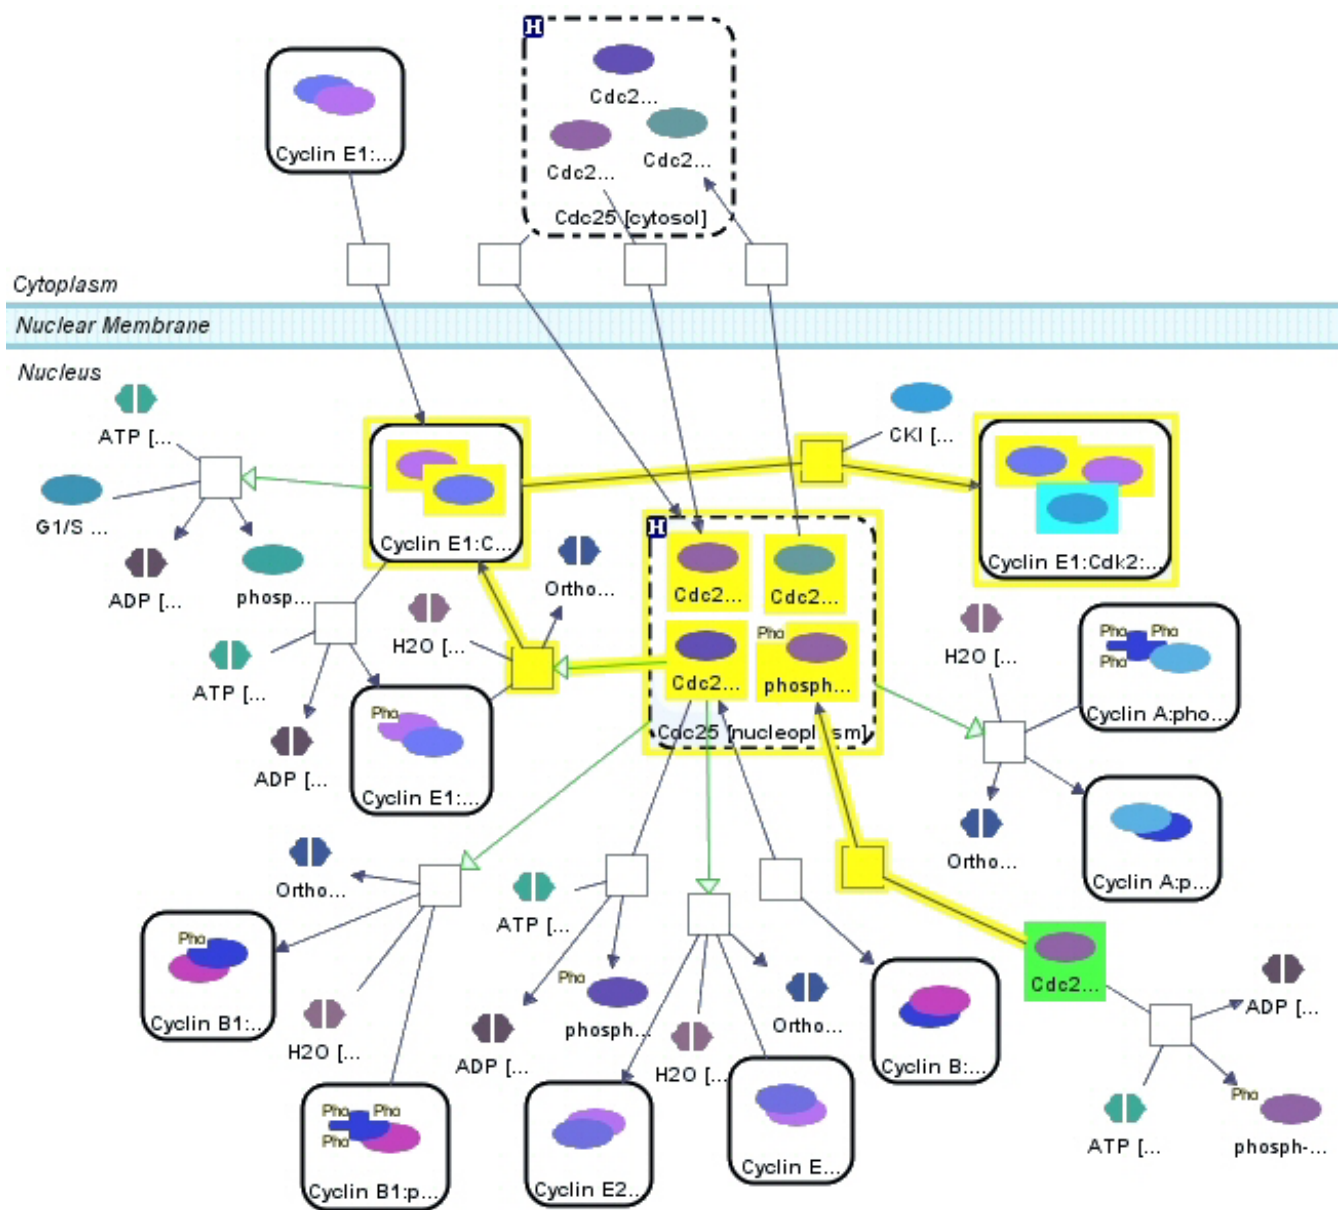 H
Cdc2...
Cdc2...
Cdc2...
Cdc25 [cytosol]
Cyclin E1:...
Cytoplasm
Nuclear Membrane
Nucleus
ATP [...
G1/S ...
ADP [...
phosp...
Cyclin E1:C...
CKI [...
Cyclin E1:Cdk2:...
H
Cdc2...
Cdc2...
Cdc2...
Pho
phosph...
Cdc25 [nucleoplasm]
Ortho...
H2O [...
ATP [...
ADP [...
Pho
Cyclin E1:...
H2O [...
Pho
Pho
Pho
Cyclin A:pho...
Ortho...
Cyclin A:p...
Ortho...
Pho
Cyclin B1:...
H2O [...
Pho
Pho
Pho
Cyclin B1:p...
ATP [...
Pho
phosph...
ADP [...
Cyclin E2...
H2O [...
Ortho...
Cyclin E...
Cyclin B:...
Cdc2...
ADP [...
ATP [...
Pho
phosph-...